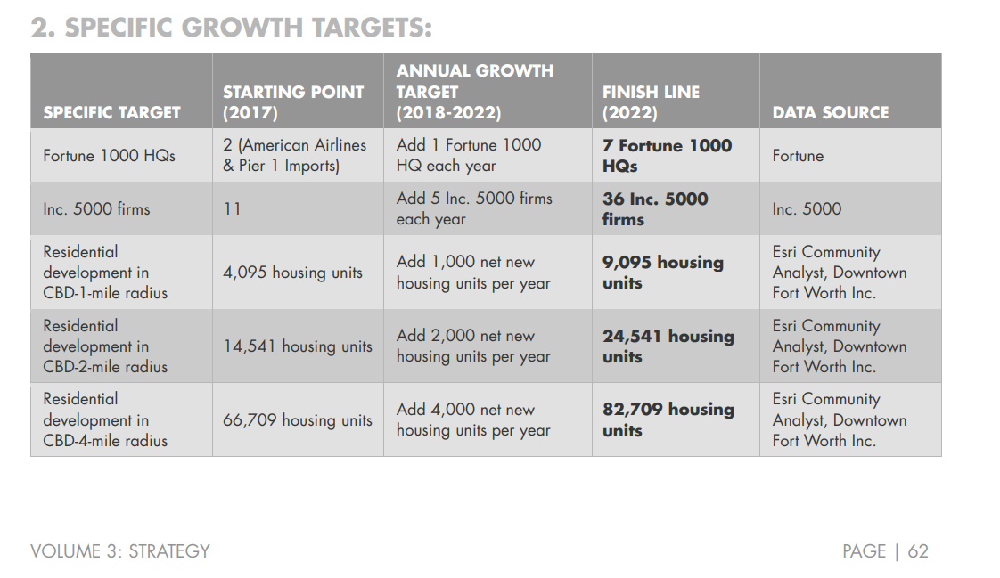 2. SPECIFIC GROWTH TARGETS:
SPECIFIC TARGET
STARTING POINT
(2017)
ANNUAL GROWTH
TARGET
(2018-2022)
FINISH LINE
(2022)
DATA SOURCE
Fortune 1000 HQs
2 (American Airlines
& Pier 1 Imports)
Add 1 Fortune 1000
HQ each year
7 Fortune 1000
HQs
Fortune
Inc. 5000 firms
11
Add 5 Inc. 5000 firms
each year
36 Inc. 5000
firms
Inc. 5000
Residential
development in
CBD-1-mile radius
4,095 housing units
Add 1,000 net new
housing units per year
9,095 housing
units
Esri Community
Analyst, Downtown
Fort Worth Inc.
Residential
development in
CBD-2-mile radius
14,541 housing units
Add 2,000 net new
housing units per year
24,541 housing
units
Esri Community
Analyst, Downtown
Fort Worth Inc.
Residential
development in
CBD-4-mile radius
66,709 housing units
Add 4,000 net new
housing units per year
82,709 housing
units
Esri Community
Analyst, Downtown
Fort Worth Inc.
VOLUME 3: STRATEGY
PAGE | 62